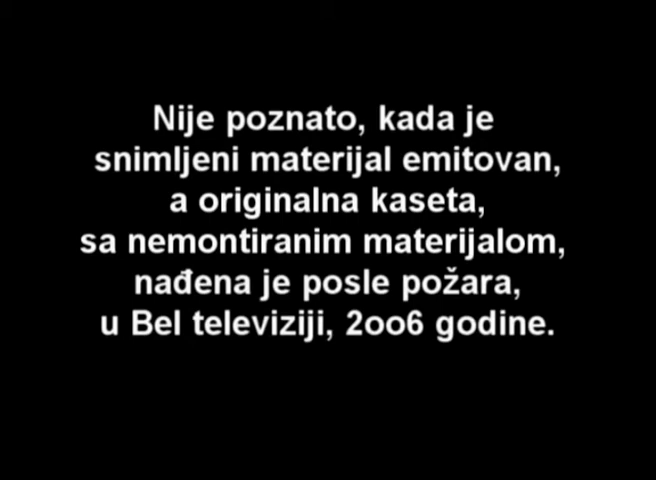 Nije poznato, kada je
snimljeni materijal emitovan,
a originalna kaseta,
sa nemontiranim materijalom,
nađena je posle požara,
u Bel televiziji, 2oo6 godine.